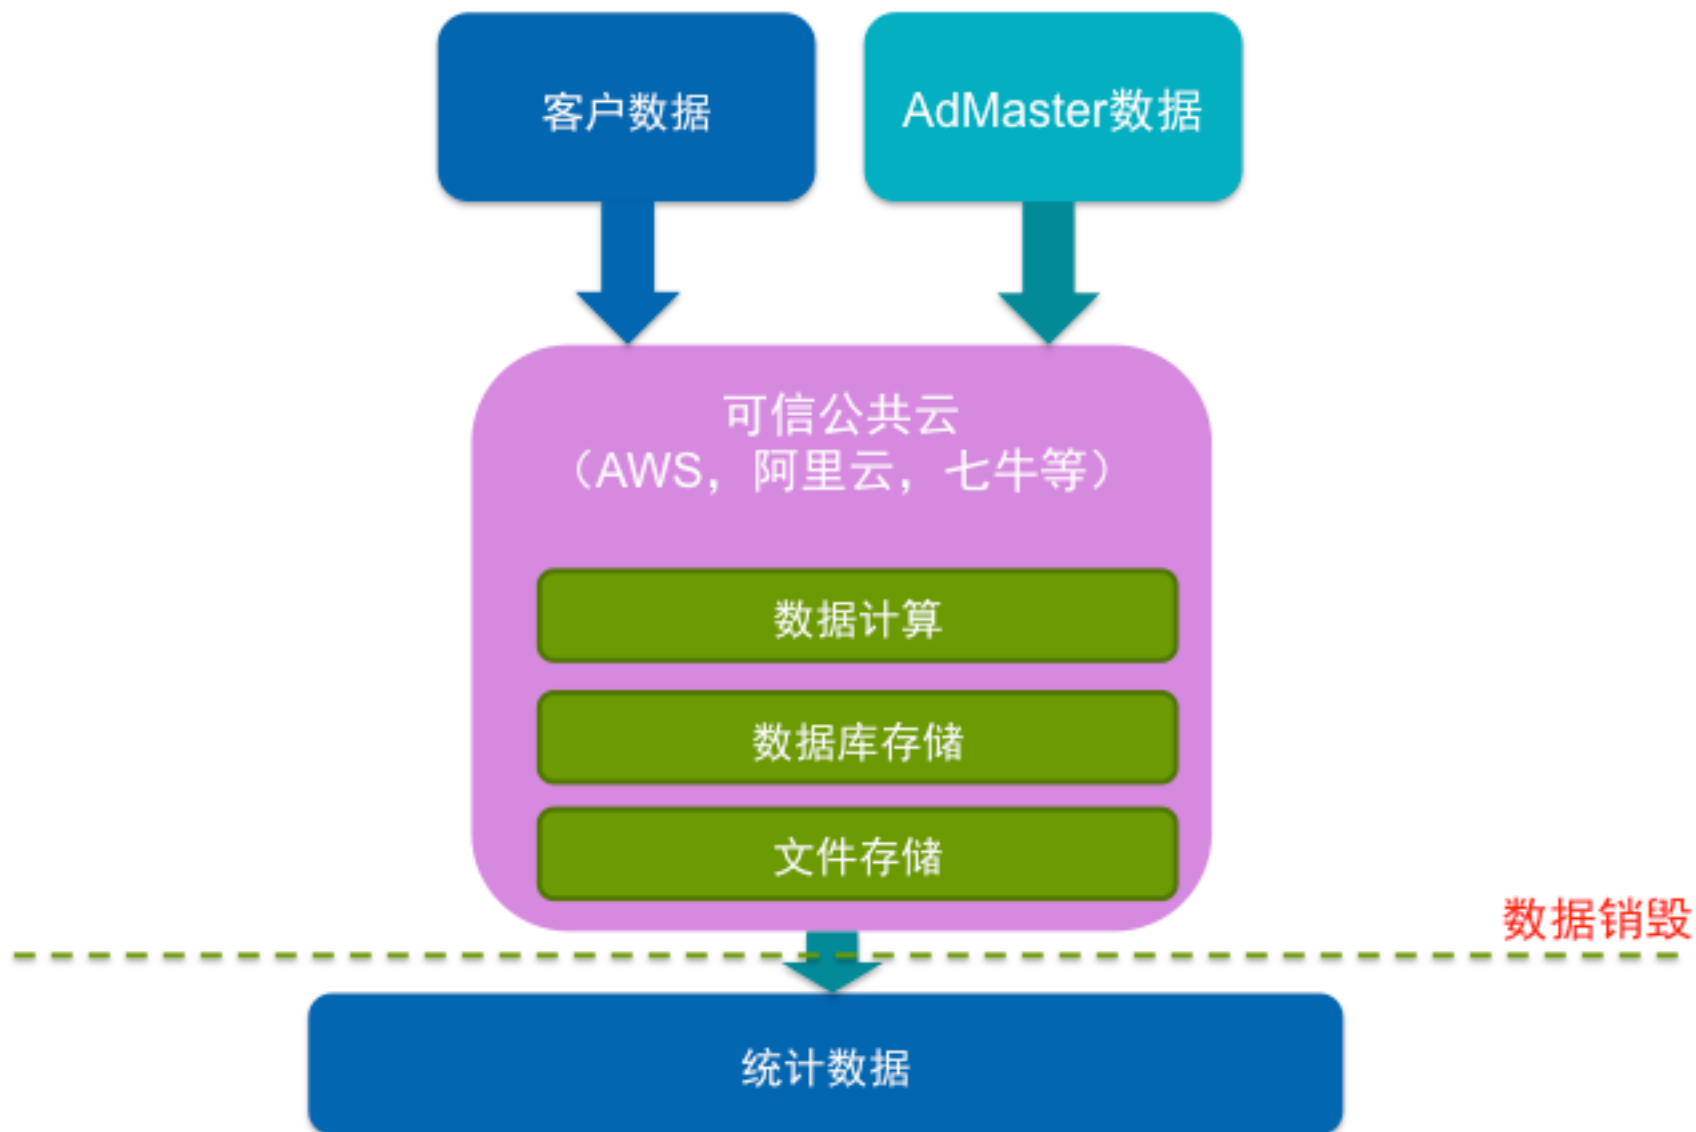 客户数据
AdMaster数据
可信公共云
（AWS，阿里云，七牛等）
数据计算
数据库存储
文件存储
数据销毁
统计数据